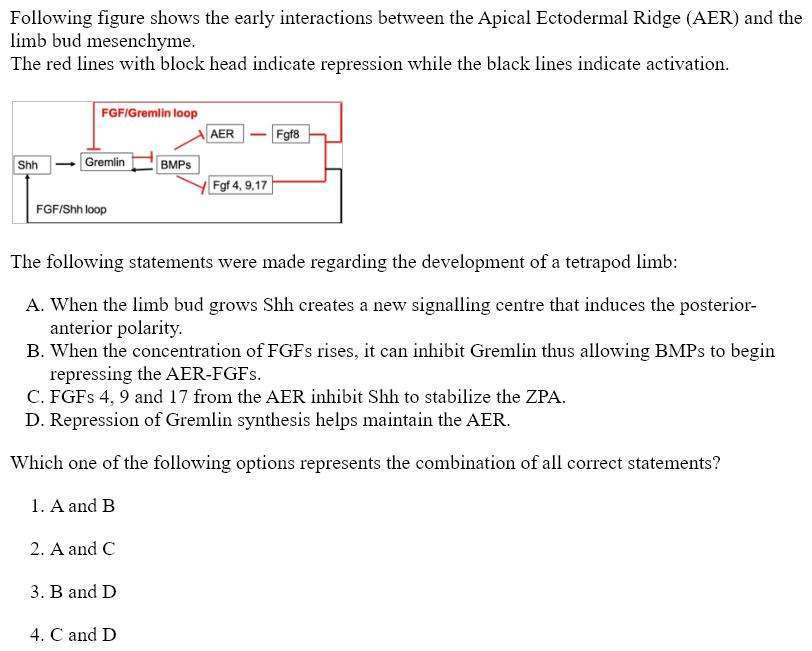 Following figure shows the early interactions between the Apical Ectodermal Ridge (AER) and the
limb bud mesenchyme.
The red lines with block head indicate repression while the black lines indicate activation.
FGF/Gremlin loop
AER
Fgf8
Shh
Gremlin
BMPs
Fgf 4, 9,17
FGF/Shh loop
The following statements were made regarding the development of a tetrapod limb:
A. When the limb bud grows Shh creates a new signalling centre that induces the posterior-
anterior polarity.
B. When the concentration of FGFs rises, it can inhibit Gremlin thus allowing BMPs to begin
repressing the AER-FGFs.
C. FGFs 4, 9 and 17 from the AER inhibit Shh to stabilize the ZPA.
D. Repression of Gremlin synthesis helps maintain the AER.
Which one of the following options represents the combination of all correct statements?
1. A and B
2. A and C
3. B and D
4. C and D